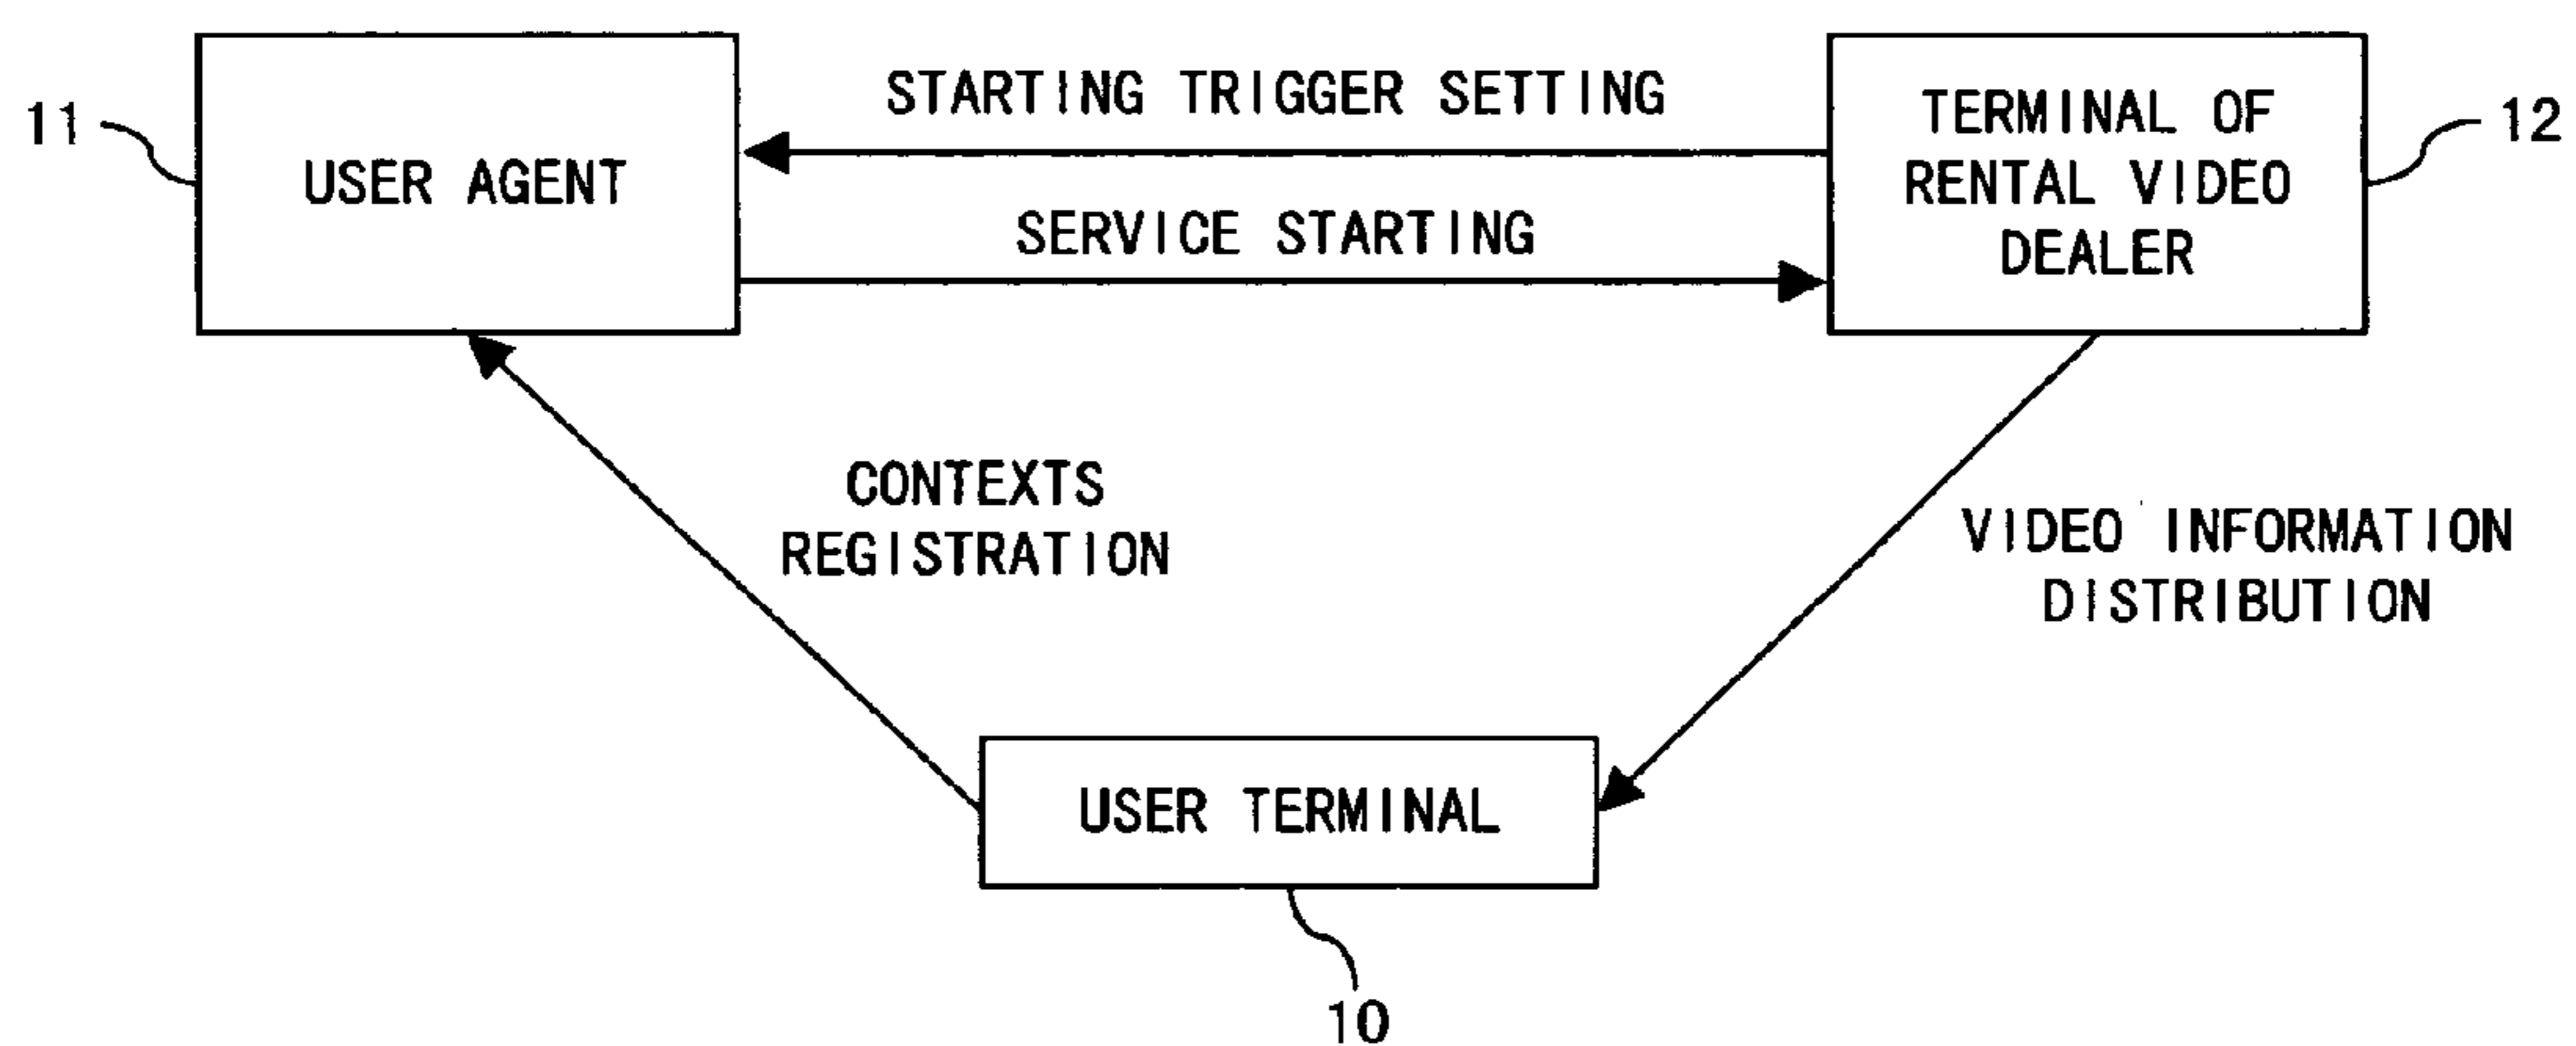 STARTING TRIGGER SETTING
11
USER AGENT
TERMINAL OF
RENTAL VIDEO
DEALER
12
SERVICE STARTING
CONTEXTS
REGISTRATION
VIDEO INFORMATION
DISTRIBUTION
USER TERMINAL
10